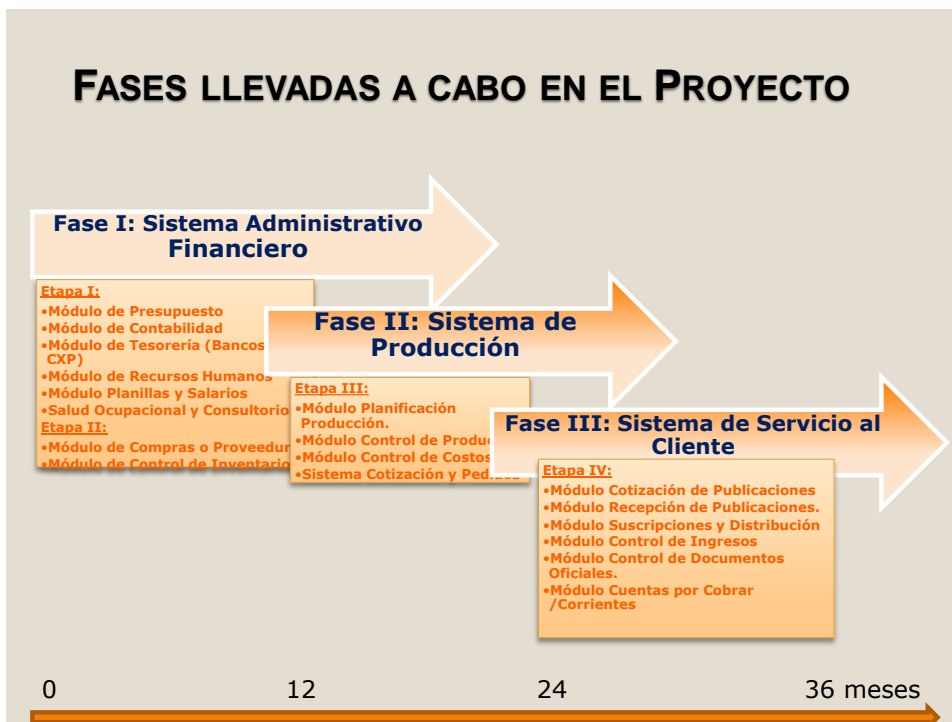 FASES LLEVADAS A CABO EN EL PROYECTO
Fase I: Sistema Administrativo
Financiero
Etapa I:
•Módulo de Presupuesto
•Módulo de Contabilidad
•Módulo de Tesorería (Bancos
CXP)
•Módulo de Recursos Humanos
•Módulo Planillas y Salarios
•Salud Ocupacional y Consultorio
Etapa II:
•Módulo de Compras o
•Módulo de Control de Inventario
Fase II: Sistema de
Producción
Etapa III:
•Módulo Planificación
Producción.
•Módulo Control de
•Módulo Control de Costos
•Sistema Cotización y
Fase III: Sistema de Servicio al
Cliente
Etapa IV:
•Módulo Cotización de Publicaciones
•Módulo Recepción de Publicaciones.
•Módulo Suscripciones y Distribución
•Módulo Control de Ingresos
•Módulo Control de Documentos
Oficiales.
•Módulo Cuentas por Cobrar
/Corrientes
0 12 24 36 meses